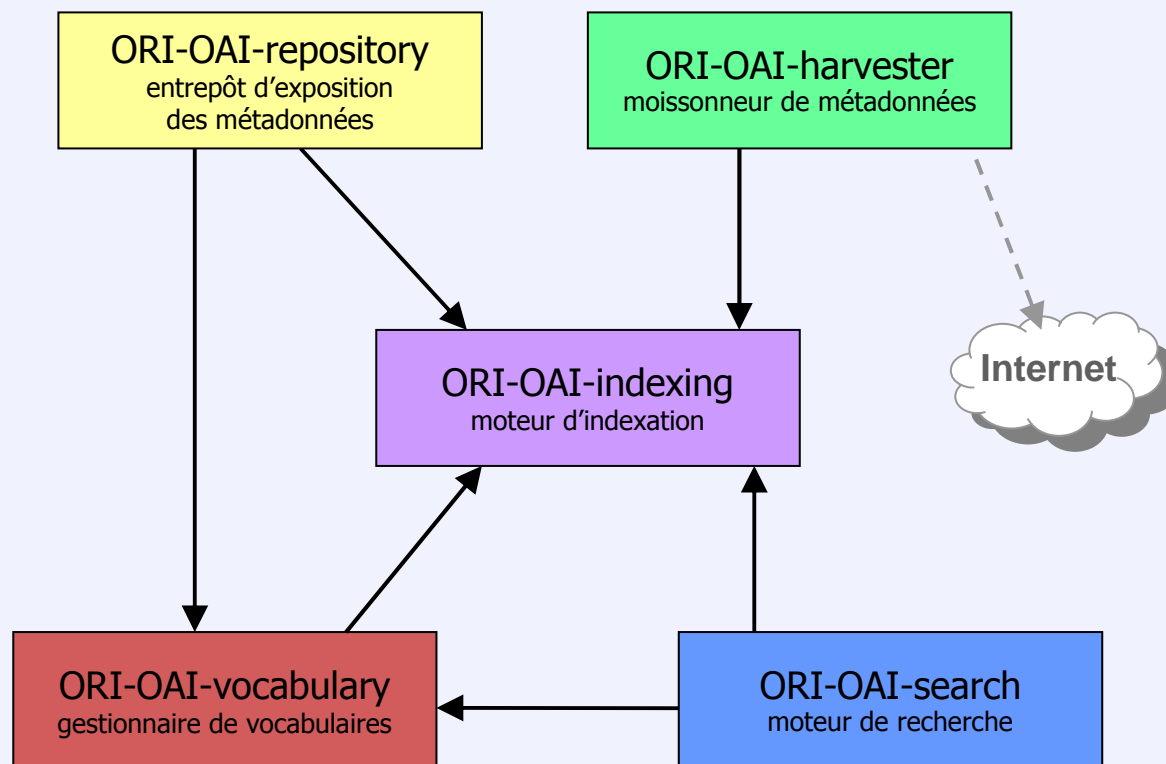 ORI-OAI-repository
entrepôt d’exposition
des métadonnées
ORI-OAI-harvester
moissonneur de métadonnées
Internet
ORI-OAI-indexing
moteur d’indexation
ORI-OAI-vocabulary
gestionnaire de vocabulaires
ORI-OAI-search
moteur de recherche